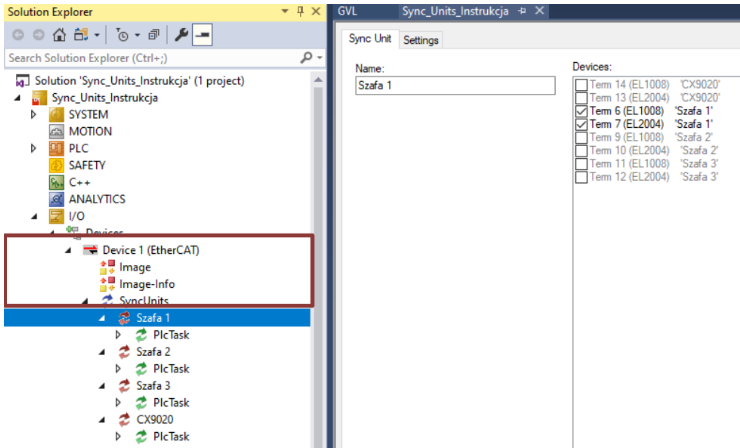 Solution Explorer
Search Solution Explorer (Ctrl+;)
Solution 'Sync_Units_Instrukcja' (1 project)
Sync_Units_Instrukcja
SYSTEM
MOTION
PLC
SAFETY
C++
ANALYTICS
I/O
Devices
Device 1 (EtherCAT)
Image
Image-Info
SyncUnits
Szafa 1
PlcTask
Szafa 2
PlcTask
Szafa 3
PlcTask
CX9020
PlcTask
GVL Sync_Units_Instrukcja
Sync Unit Settings
Name:
Szafa 1
Devices:
Term 14 (EL1008) 'CX9020'
Term 13 (EL2004) 'CX9020'
Term 6 (EL1008) 'Szafa 1'
Term 7 (EL2004) 'Szafa 1'
Term 9 (EL1008) 'Szafa 2'
Term 10 (EL2004) 'Szafa 2'
Term 11 (EL1008) 'Szafa 3'
Term 12 (EL2004) 'Szafa 3'